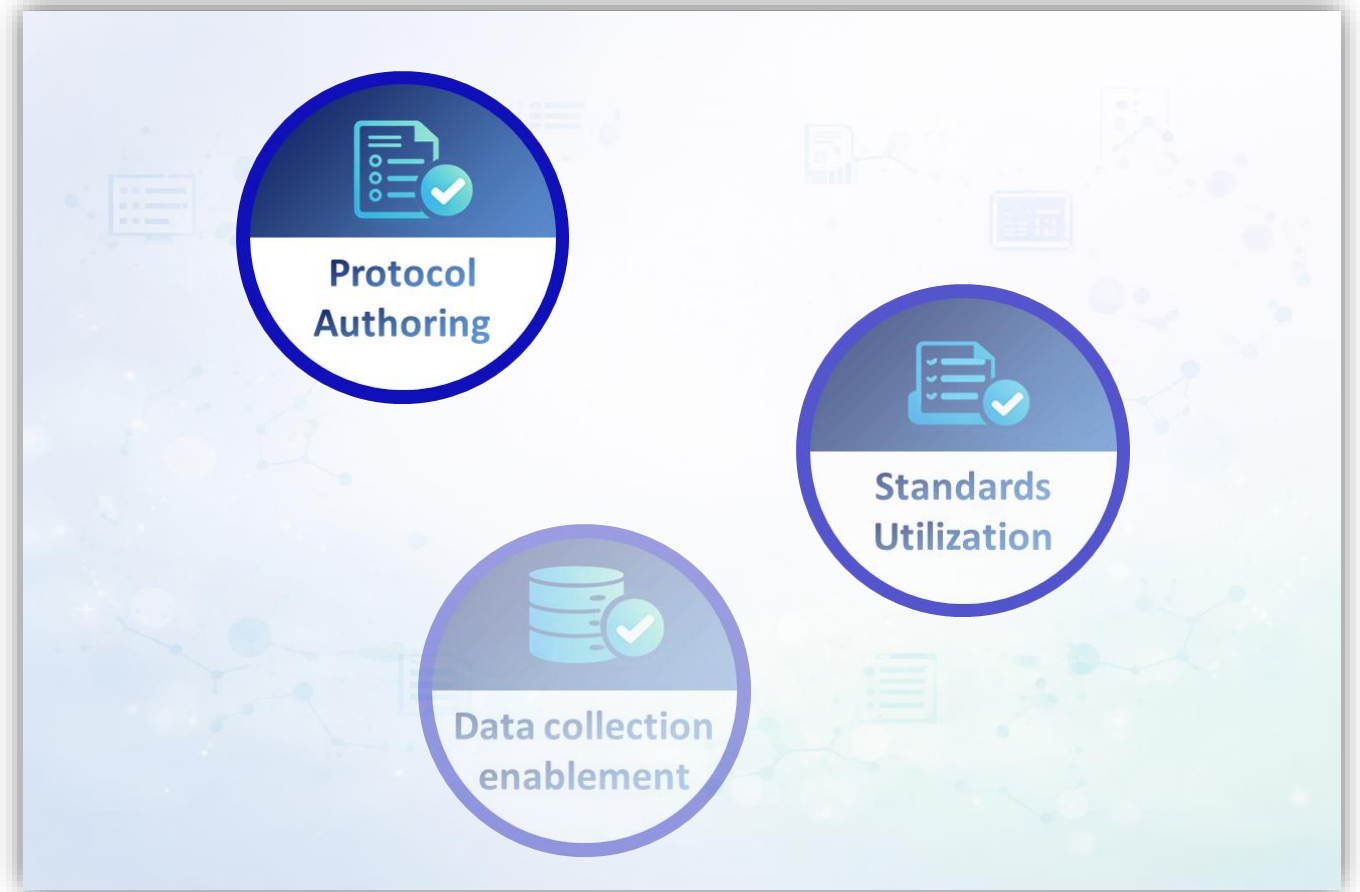 Protocol
Authoring
Standards
Utilization
Data collection
enablement